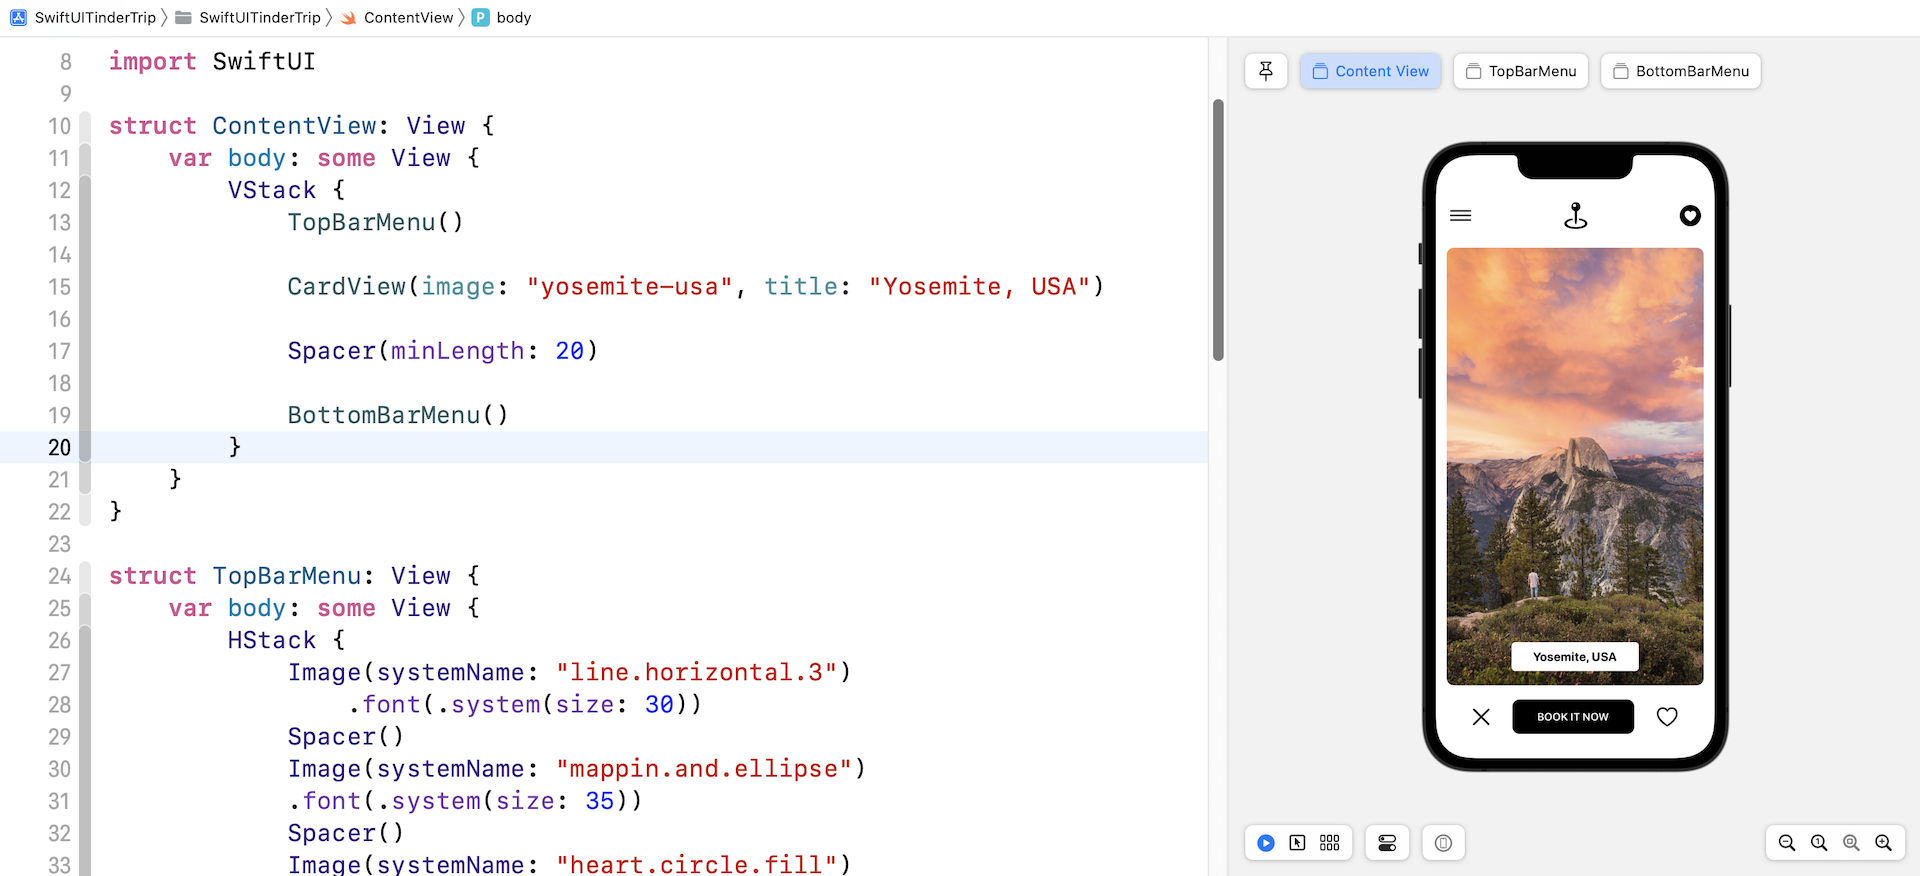 SwiftUITinderTrip SwiftUITinderTrip ContentView P body
8 import SwiftUI
9
10 struct ContentView: View {
11 var body: some View {
12 VStack {
13 TopBarMenu()
14
15 CardView(image: "yosemite-usa", title: "Yosemite, USA")
16
17 Spacer(minLength: 20)
18
19 BottomBarMenu()
20 }
21 }
22 }
23
24 struct TopBarMenu: View {
25 var body: some View {
26 HStack {
27 Image(systemName: "line.horizontal.3")
28 .font(.system(size: 30))
29 Spacer()
30 Image(systemName: "mappin.and.ellipse")
31 .font(.system(size: 35))
32 Spacer()
33 Image(systemName: "heart.circle.fill")
Content View TopBarMenu BottomBarMenu
Yosemite, USA
BOOK IT NOW